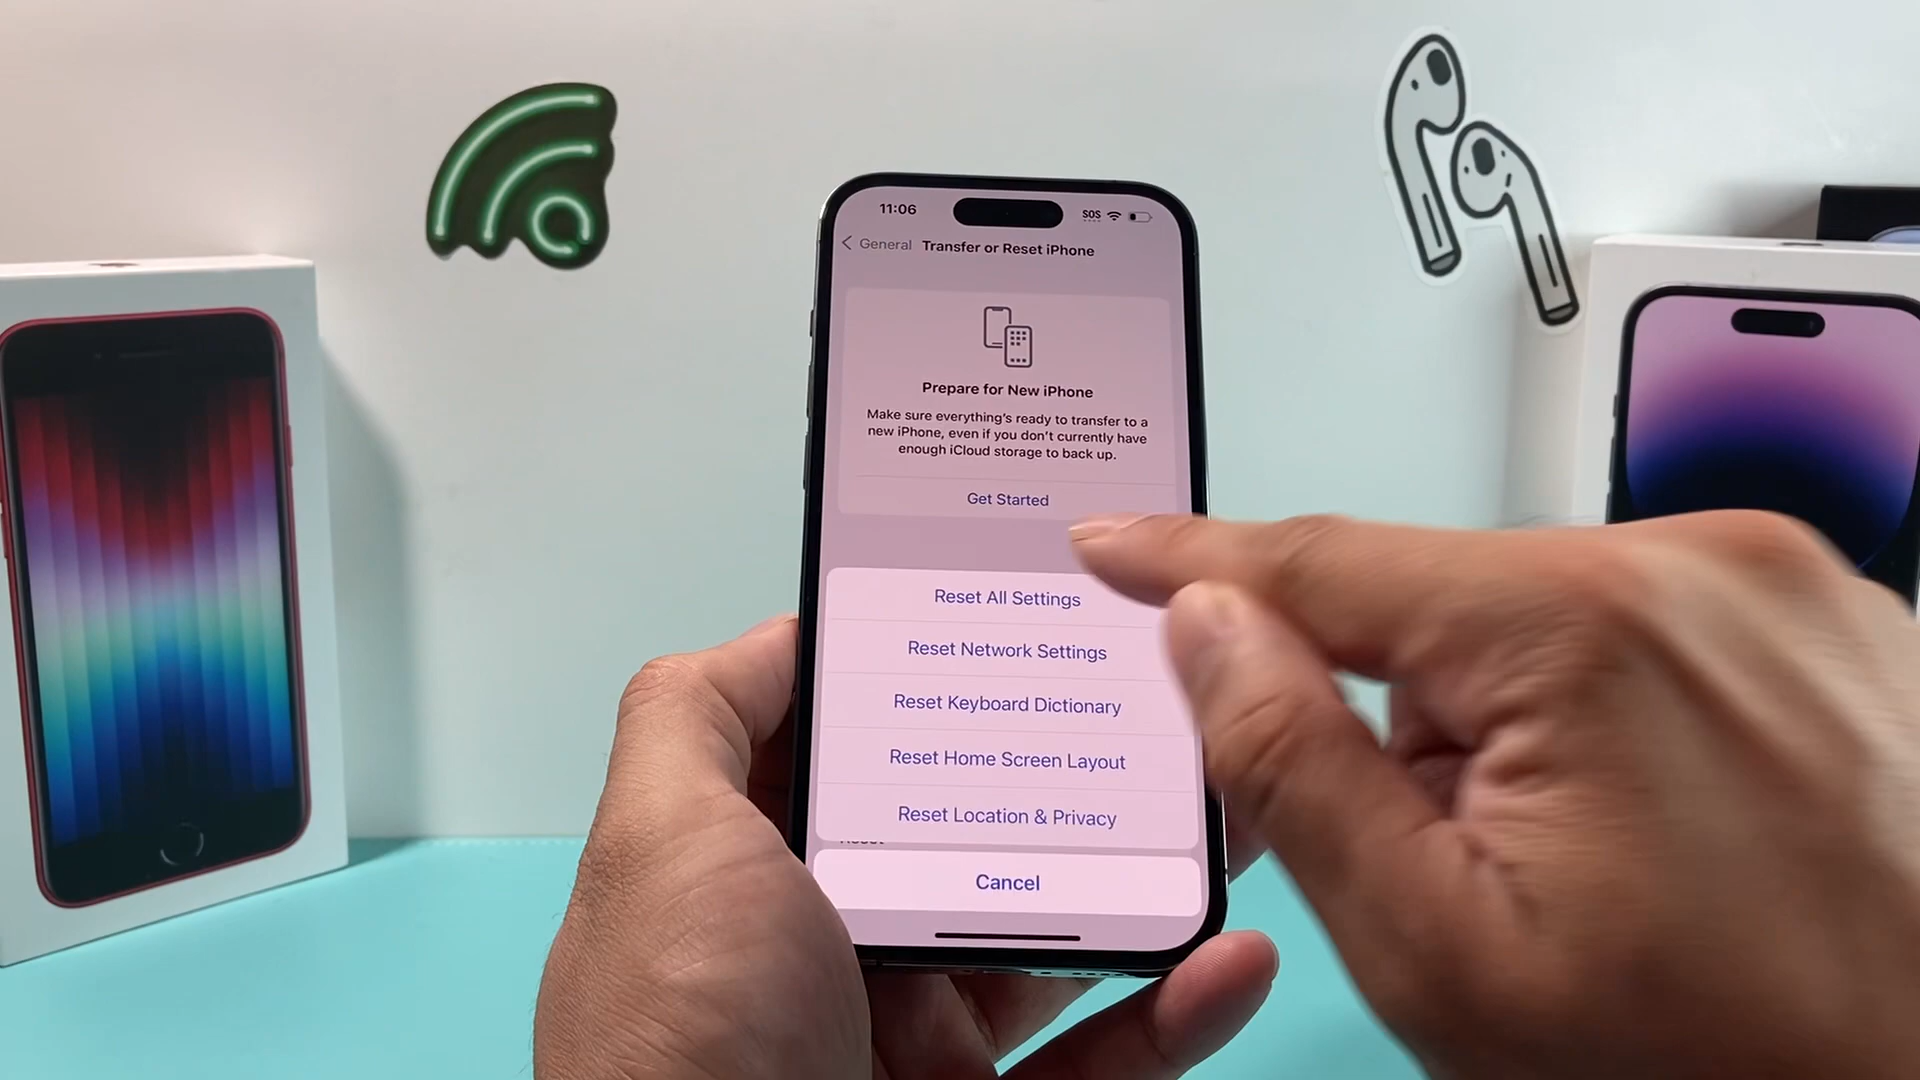 11:06
SOS
General
Transfer or Reset iPhone
Prepare for New iPhone
Make sure everything's ready to transfer to a
new iPhone, even if you don't currently have
enough iCloud storage to back up.
Get Started
Reset All Settings
Reset Network Settings
Reset Keyboard Dictionary
Reset Home Screen Layout
Reset Location & Privacy
Reset
Cancel